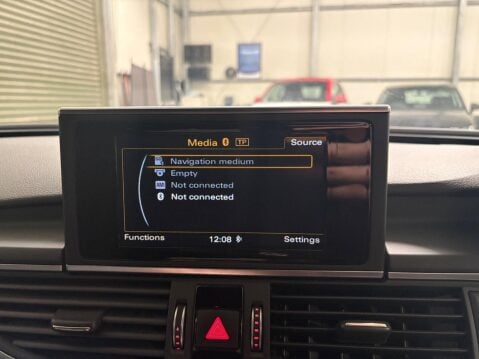 Media TP Source
Navigation medium
Empty
Not connected
Not connected
Functions 12:08 Settings